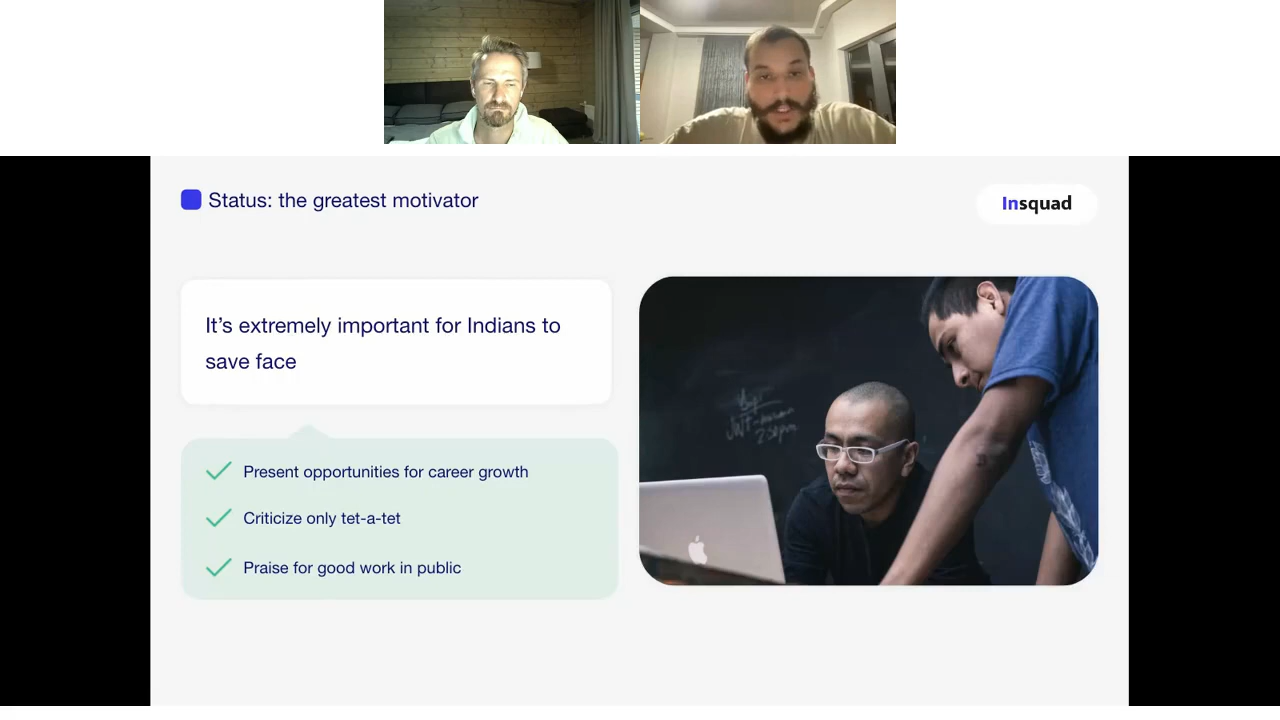 Status: the greatest motivator
Insquad
It’s extremely important for Indians to
save face
Present opportunities for career growth
Criticize only tet-a-tet
Praise for good work in public